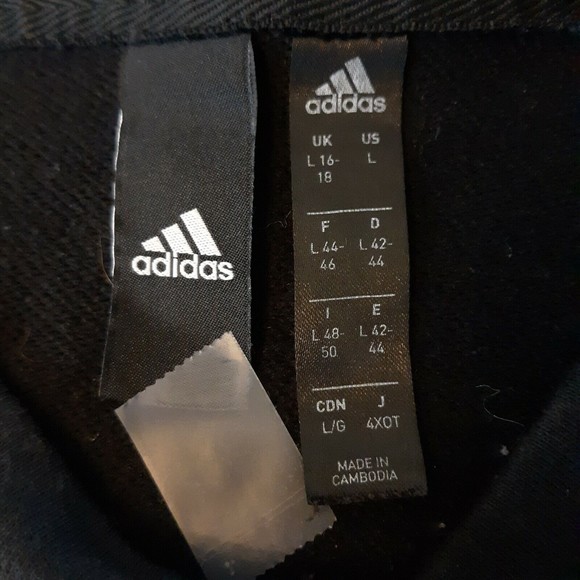 adidas
adidas
UK US
L 16-18 L
F D
L 44-46 L 42-44
I E
L 48-50 L 42-44
CDN J
L/G 4XOT
MADE IN
CAMBODIA